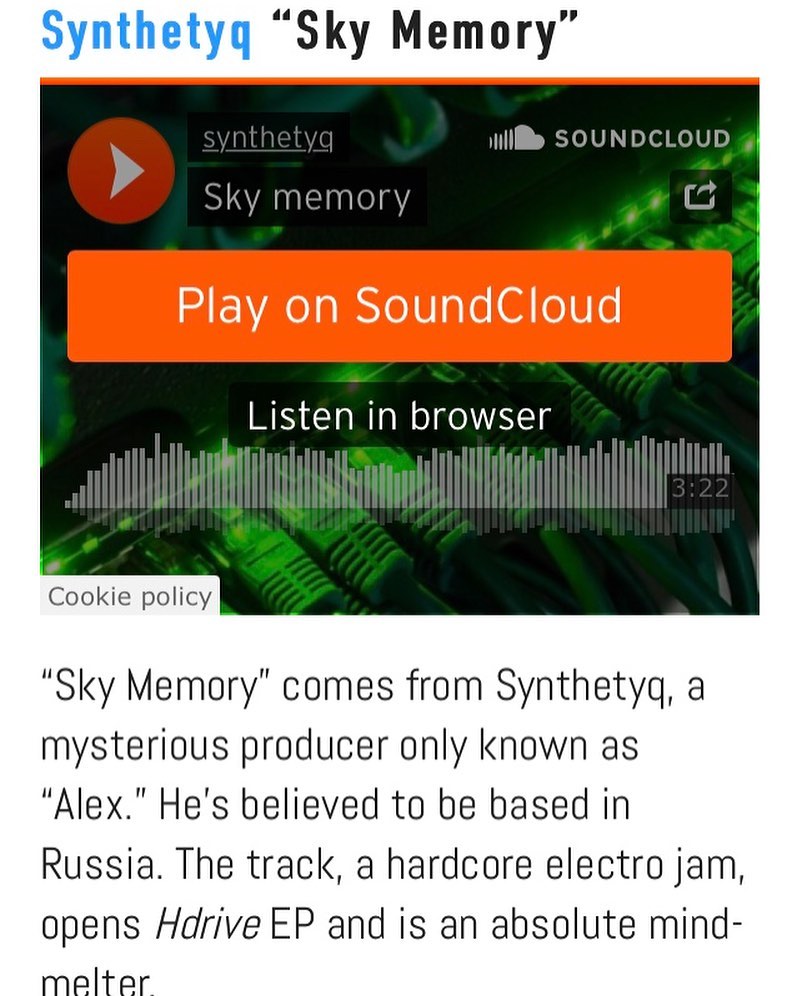 Synthetyq “Sky Memory”
synthetyq
SOUNDCLOUD
Sky memory
Play on SoundCloud
Listen in browser
3:22
Cookie policy
“Sky Memory” comes from Synthetyq, a
mysterious producer only known as
“Alex.” He’s believed to be based in
Russia. The track, a hardcore electro jam,
opens Hdrive EP and is an absolute mind-
melter.